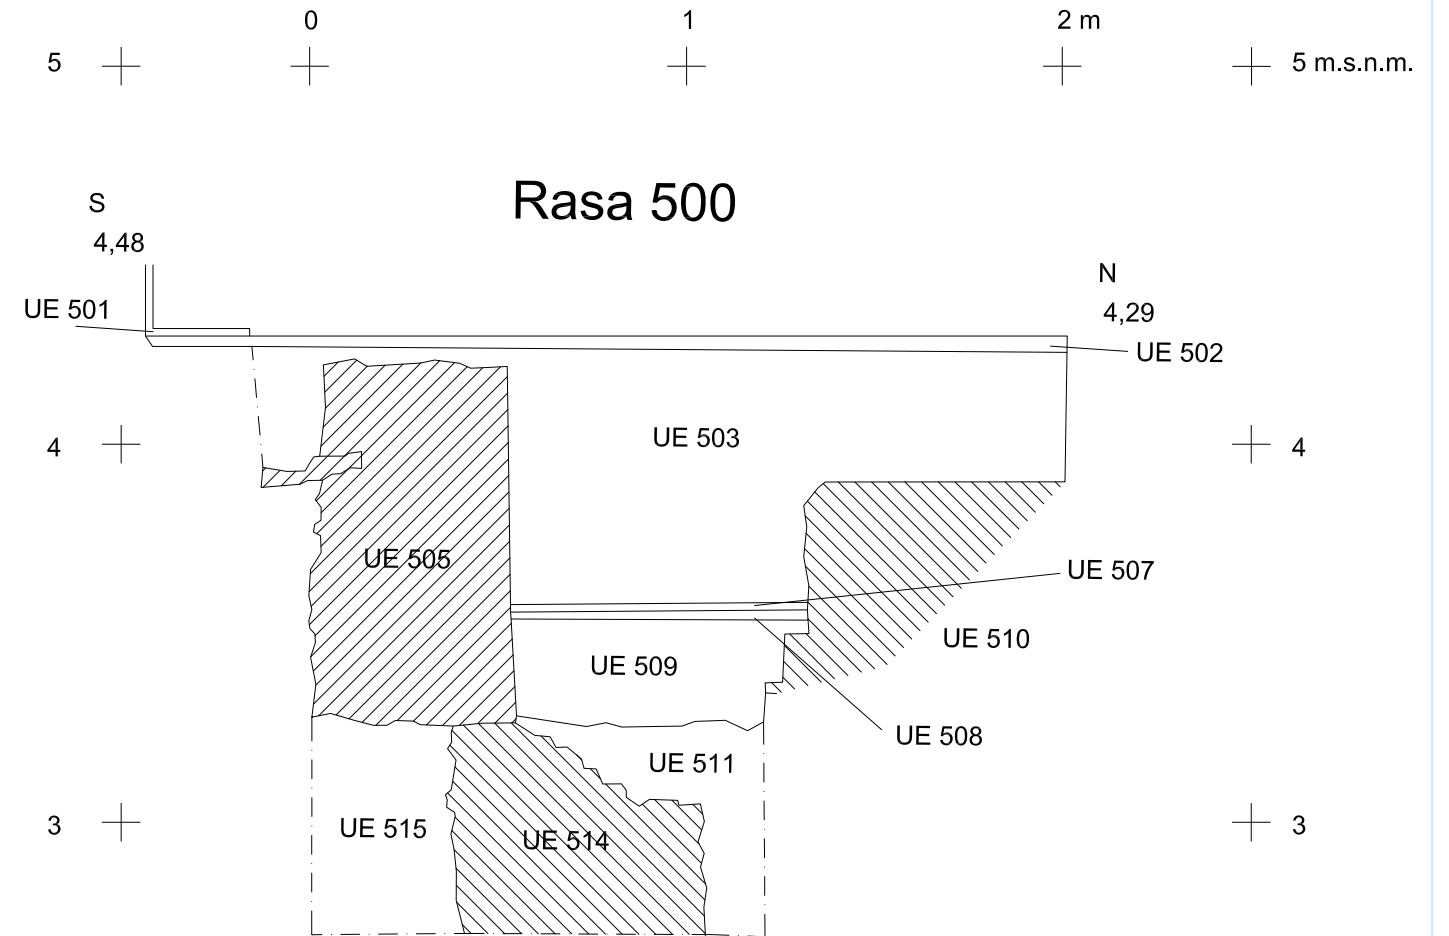 0 1 2 m
5 5 m.s.n.m.
Rasa 500
S
4,48
N
4,29
UE 501
UE 502
UE 503
4 4
UE 505
UE 507
UE 510
UE 509
UE 508
UE 511
3 3
UE 515
UE 514